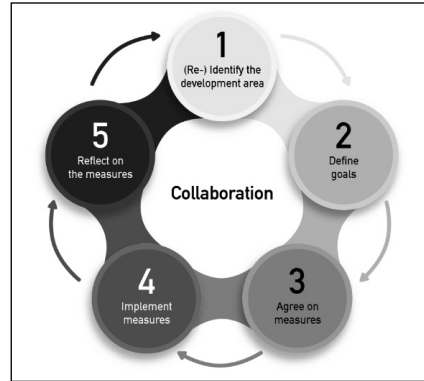 1
(Re-) Identify the
development area
2
Define
goals
3
Agree on
measures
4
Implement
measures
5
Reflect on
the measures
Collaboration